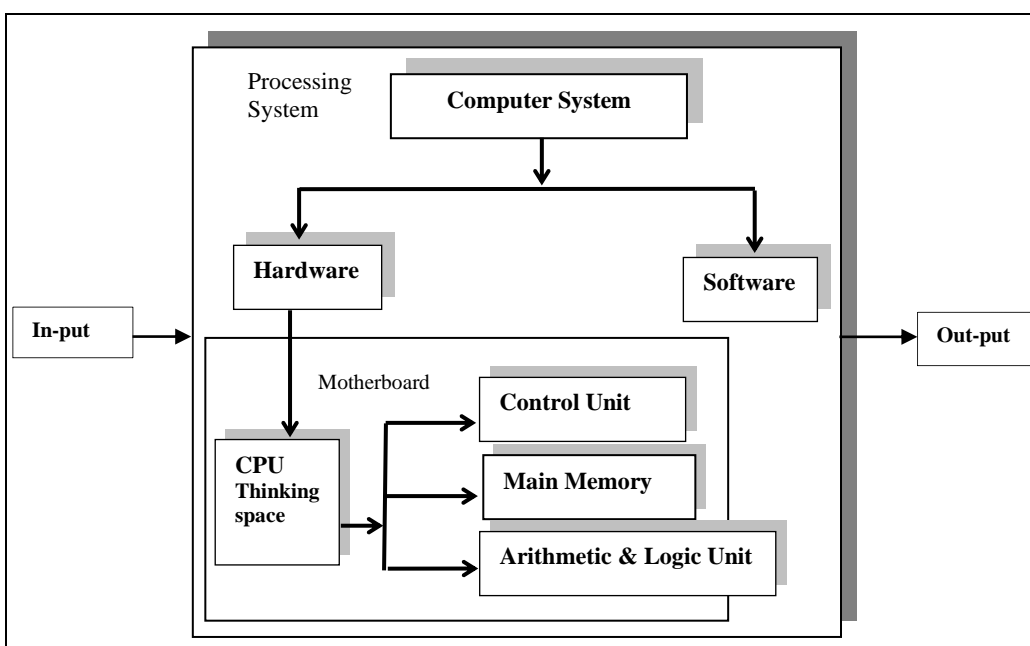 Processing
System
Computer System
Hardware
Software
In-put
Out-put
Motherboard
Control Unit
CPU
Thinking
space
Main Memory
Arithmetic & Logic Unit